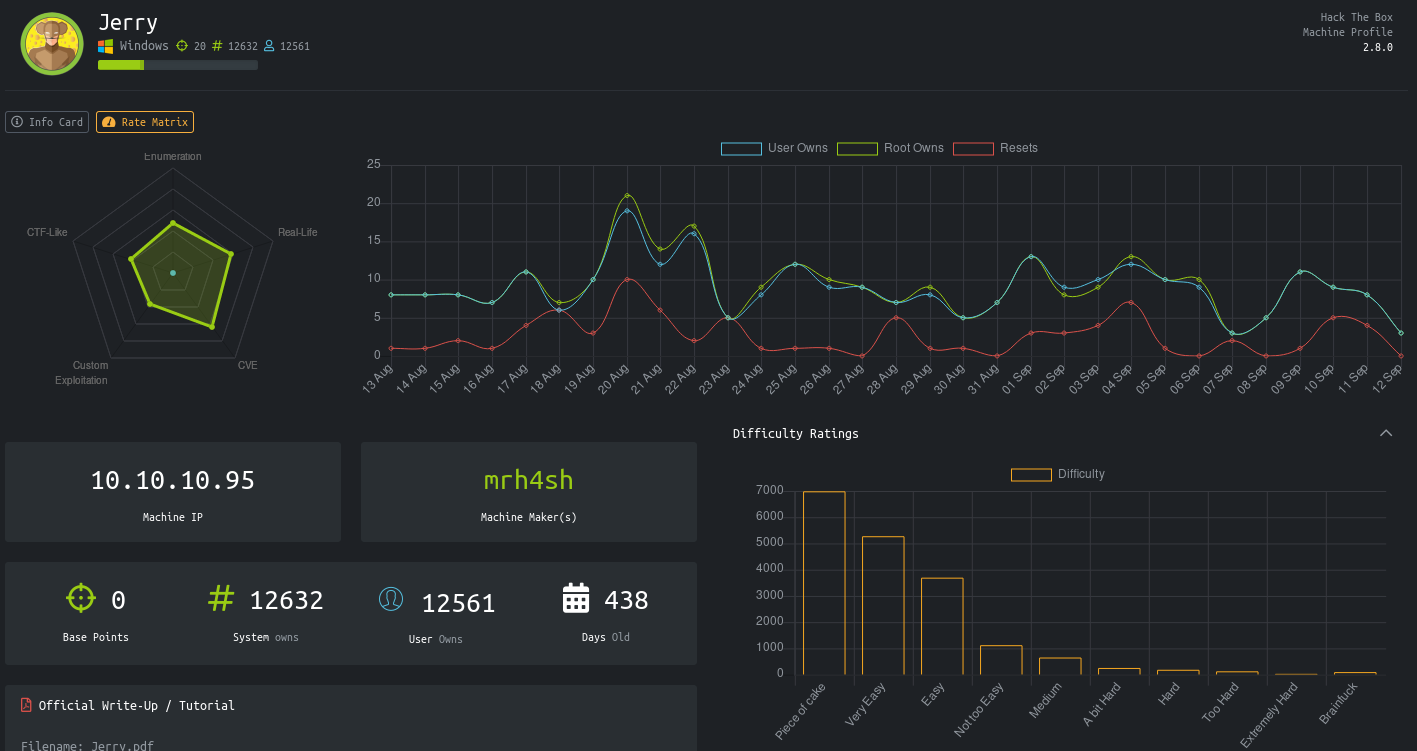 Jerry
Windows 20 # 12632 12561
Hack The Box
Machine Profile
2.8.0
Info Card Rate Matrix
Enumeration
CTF-Like
Real-Life
Custom
Exploitation
CVE
User Owns Root Owns Resets
25
20
15
10
5
0
13 Aug 14 Aug 15 Aug 16 Aug 17 Aug 18 Aug 19 Aug 20 Aug 21 Aug 22 Aug 23 Aug 24 Aug 25 Aug 26 Aug 27 Aug 28 Aug 29 Aug 30 Aug 31 Aug 01 Sep 02 Sep 03 Sep 04 Sep 05 Sep 06 Sep 07 Sep 08 Sep 09 Sep 10 Sep 11 Sep 12 Sep
10.10.10.95
Machine IP
mrh4sh
Machine Maker(s)
0
Base Points
# 12632
System owns
12561
User Owns
438
Days Old
Official Write-Up / Tutorial
Filename: Jerry.pdf
Difficulty Ratings
Difficulty
7000
6000
5000
4000
3000
2000
1000
0
Piece of cake Very Easy Easy Not too Easy Medium A bit Hard Hard Too Hard Extremely Hard Brainfuck